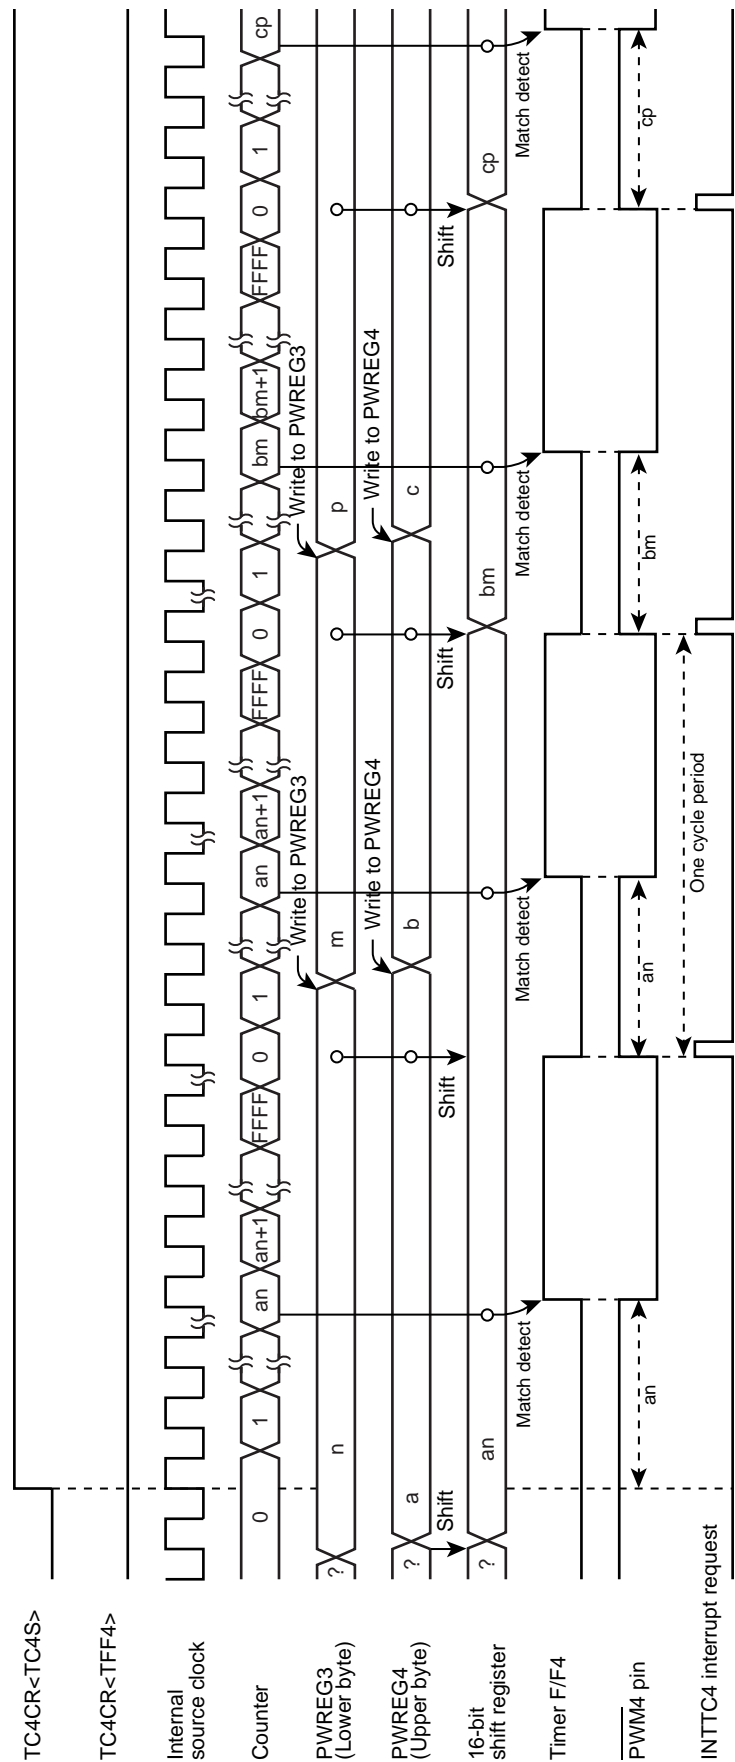 TC4CR<TC4S>
TC4CR<TFF4>
Internal
source clock
Counter
0 1 an an+1 FFFF 0 1 an an+1 FFFF 0 1 bm bm+1 FFFF 0 1 cp
Write to PWREG3
Write to PWREG3
PWREG3
(Lower byte)
? n m p
Write to PWREG4
Write to PWREG4
PWREG4
(Upper byte)
? a b c
Shift
Shift
Shift
Shift
16-bit
shift register
? an bm cp
Match detect
Match detect
Match detect
Match detect
Timer F/F4
PWM4 pin
an
an
bm
cp
One cycle period
INTTC4 interrupt request